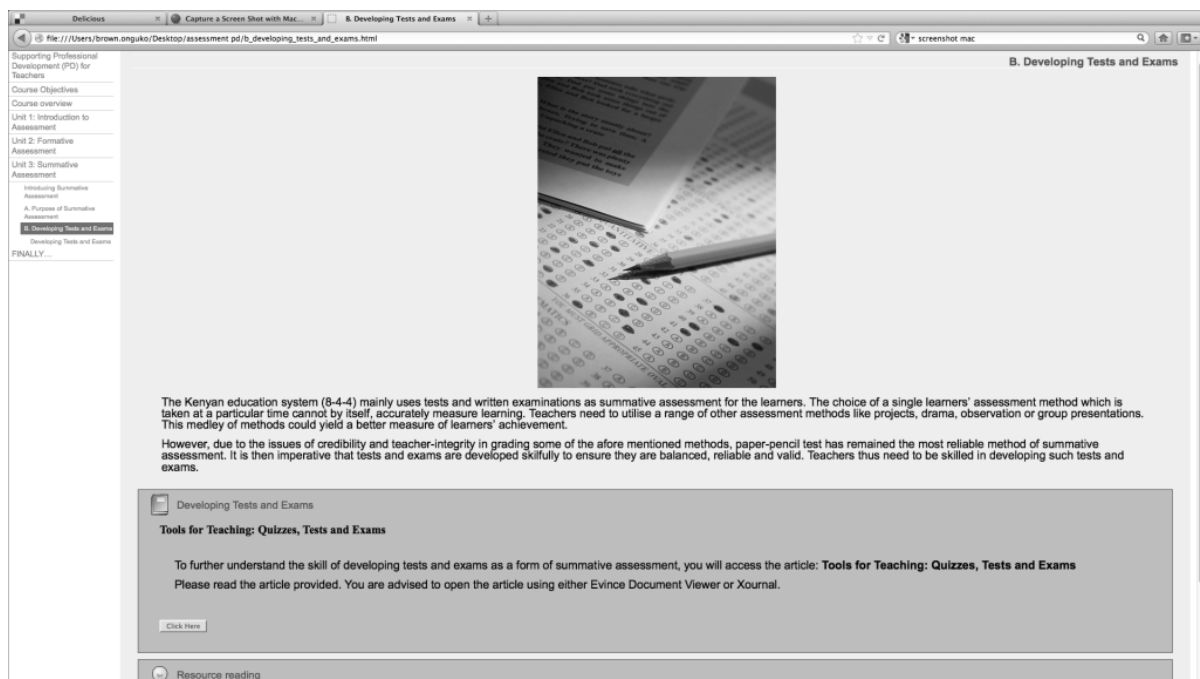 Delicious
Capture a Screen Shot with Mac...
B. Developing Tests and Exams
file:///Users/brown.onguko/Desktop/assessment pd/b_developing_tests_and_exams.html
screenshot mac
Supporting Professional
Development (PD) for
Teachers
Course Objectives
Course overview
Unit 1: Introduction to
Assessment
Unit 2: Formative
Assessment
Unit 3: Summative
Assessment
Introducing Summative
Assessment
A. Purpose of Summative
Assessment
B. Developing Tests and Exams
Developing Tests and Exams
FINALLY...
B. Developing Tests and Exams
The Kenyan education system (8-4-4) mainly uses tests and written examinations as summative assessment for the learners. The choice of a single learners' assessment method which is
taken at a particular time cannot by itself, accurately measure learning. Teachers need to utilise a range of other assessment methods like projects, drama, observation or group presentations.
This medley of methods could yield a better measure of learners' achievement.
However, due to the issues of credibility and teacher-integrity in grading some of the afore mentioned methods, paper-pencil test has remained the most reliable method of summative
assessment. It is then imperative that tests and exams are developed skilfully to ensure they are balanced, reliable and valid. Teachers thus need to be skilled in developing such tests and
exams.
Developing Tests and Exams
Tools for Teaching: Quizzes, Tests and Exams
To further understand the skill of developing tests and exams as a form of summative assessment, you will access the article: Tools for Teaching: Quizzes, Tests and Exams
Please read the article provided. You are advised to open the article using either Evince Document Viewer or Xournal.
Click Here
Resource reading